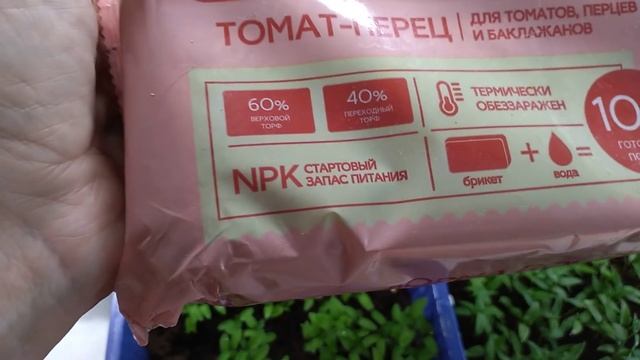 ТОМАТ-ПЕРЕЦ
ДЛЯ ТОМАТОВ, ПЕРЦЕВ
И БАКЛАЖАНОВ
60%
ВЕРХОВОЙ
ТОРФ
40%
ПЕРЕХОДНЫЙ
ТОРФ
ТЕРМИЧЕСКИ
ОБЕЗЗАРАЖЕН
NPK СТАРТОВЫЙ
ЗАПАС ПИТАНИЯ
брикет
+
вода
=
10